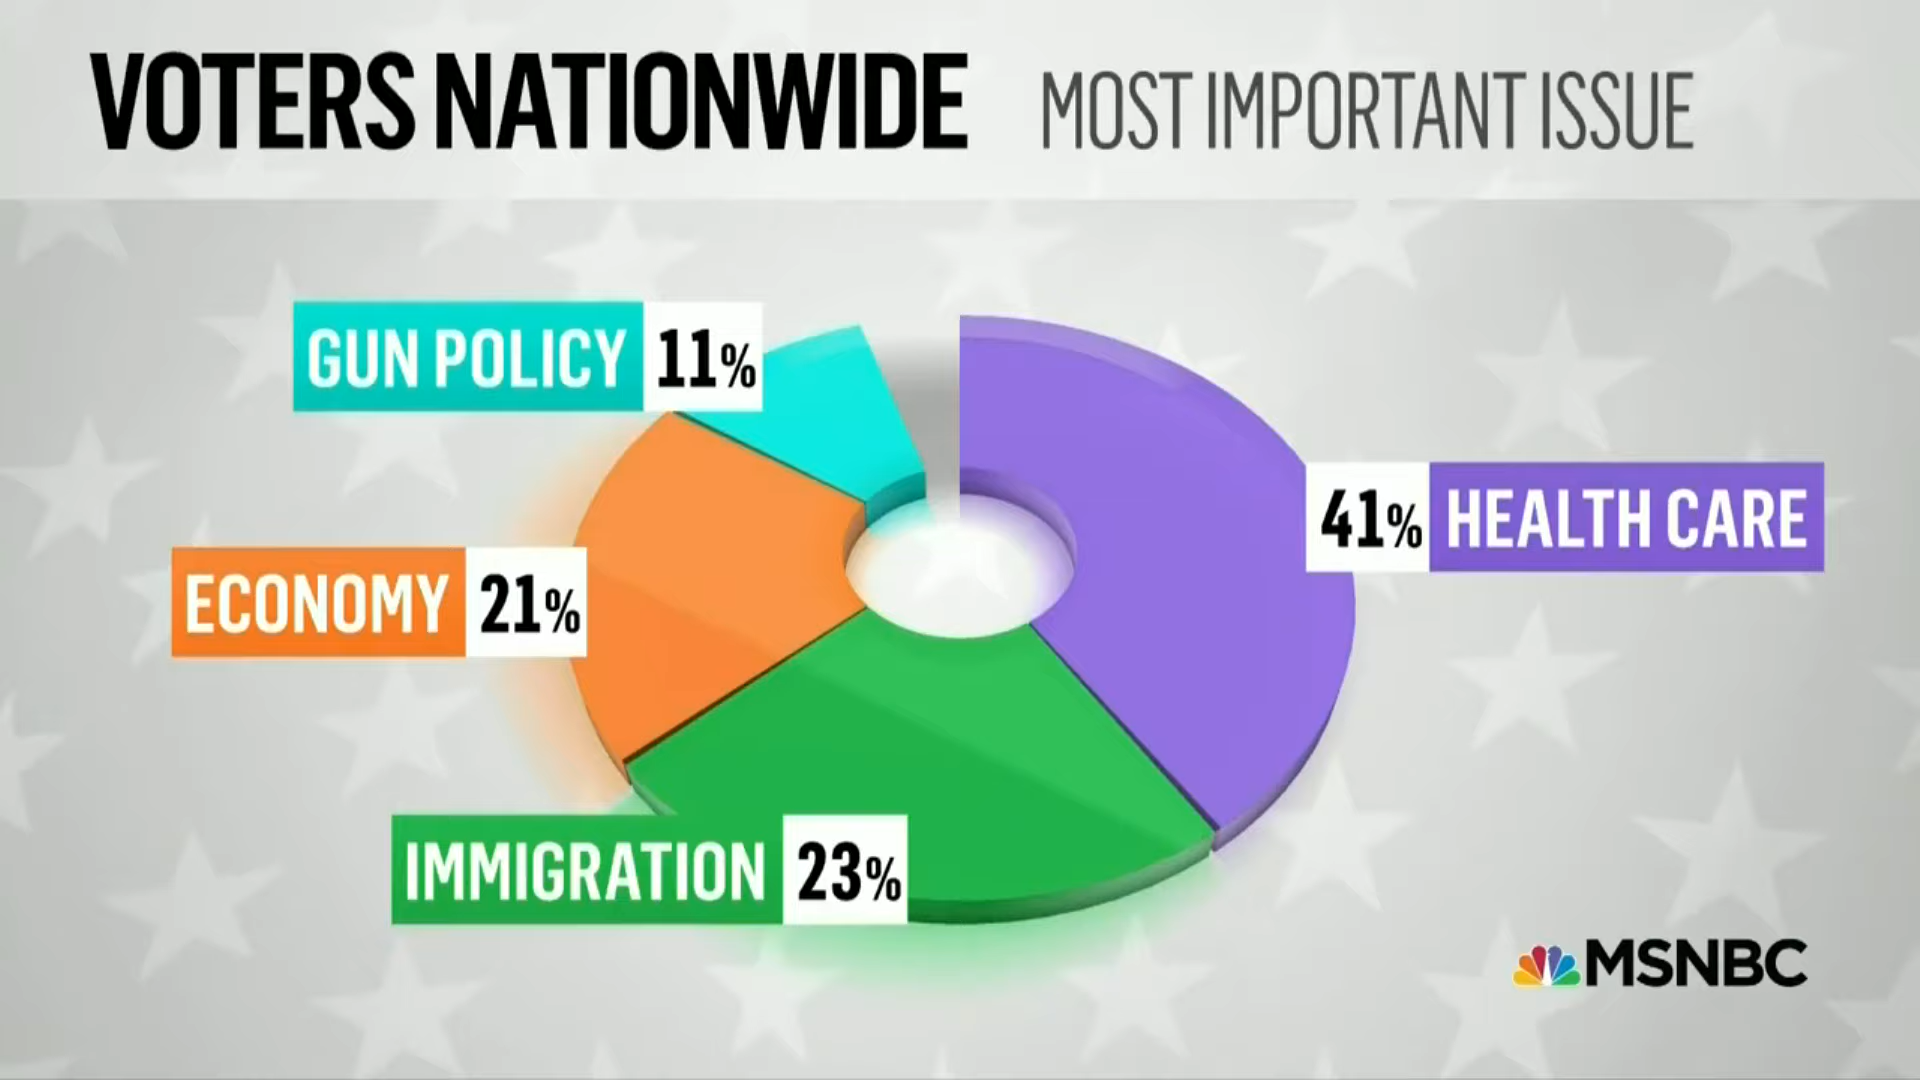 VOTERS NATIONWIDE MOST IMPORTANT ISSUE
GUN POLICY 11%
41% HEALTH CARE
ECONOMY 21%
IMMIGRATION 23%
MSNBC